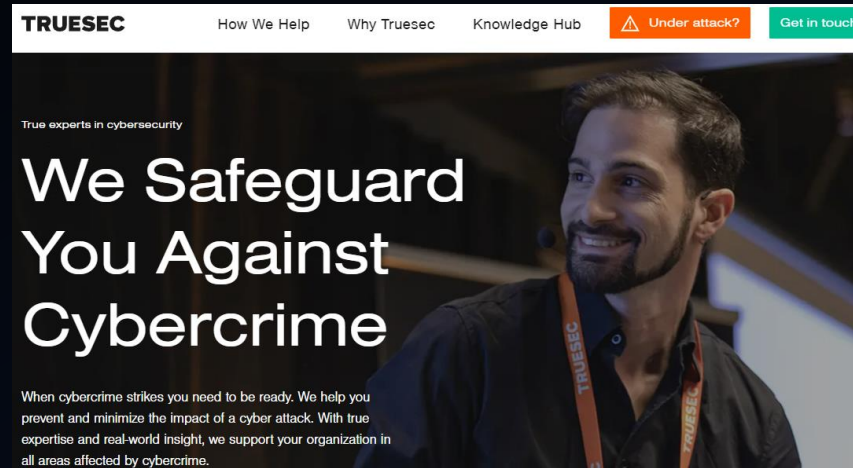 TRUESEC How We Help Why Truesec Knowledge Hub Under attack? Get in touch
True experts in cybersecurity
We Safeguard
You Against
Cybercrime
When cybercrime strikes you need to be ready. We help you
prevent and minimize the impact of a cyber attack. With true
expertise and real-world insight, we support your organization in
all areas affected by cybercrime.
TRUESEC
TRUESEC